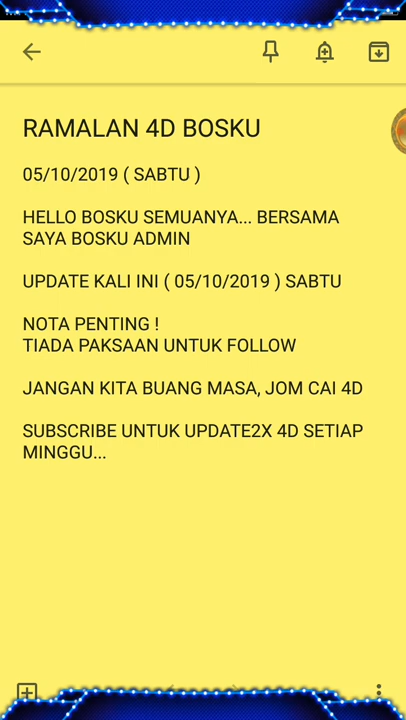 RAMALAN 4D BOSKU
05/10/2019 ( SABTU )
HELLO BOSKU SEMUANYA... BERSAMA
SAYA BOSKU ADMIN
UPDATE KALI INI ( 05/10/2019 ) SABTU
NOTA PENTING !
TIADA PAKSAAN UNTUK FOLLOW
JANGAN KITA BUANG MASA, JOM CAI 4D
SUBSCRIBE UNTUK UPDATE2X 4D SETIAP
MINGGU...